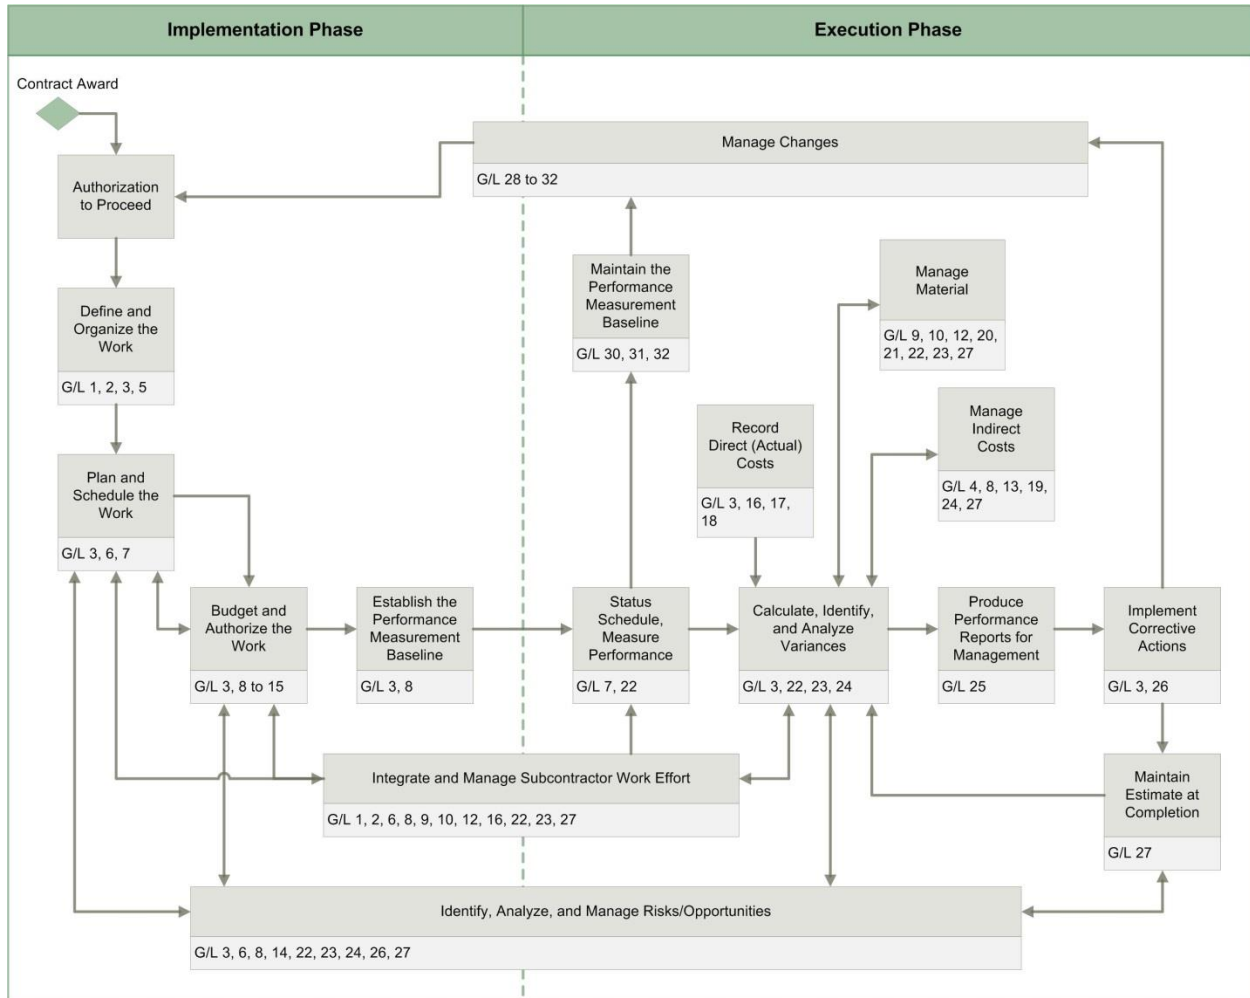 Implementation Phase
Execution Phase
Contract Award
Authorization
to Proceed
Manage Changes
G/L 28 to 32
Define and
Organize the
Work
G/L 1, 2, 3, 5
Maintain the
Performance
Measurement
Baseline
G/L 30, 31, 32
Manage
Material
G/L 9, 10, 12, 20,
21, 22, 23, 27
Plan and
Schedule the
Work
G/L 3, 6, 7
Record
Direct (Actual)
Costs
G/L 3, 16, 17,
18
Manage
Indirect
Costs
G/L 4, 8, 13, 19,
24, 27
Budget and
Authorize the
Work
G/L 3, 8 to 15
Establish the
Performance
Measurement
Baseline
G/L 3, 8
Status
Schedule,
Measure
Performance
G/L 7, 22
Calculate, Identify,
and Analyze
Variances
G/L 3, 22, 23, 24
Produce
Performance
Reports for
Management
G/L 25
Implement
Corrective
Actions
G/L 3, 26
Integrate and Manage Subcontractor Work Effort
G/L 1, 2, 6, 8, 9, 10, 12, 16, 22, 23, 27
Maintain
Estimate at
Completion
G/L 27
Identify, Analyze, and Manage Risks/Opportunities
G/L 3, 6, 8, 14, 22, 23, 24, 26, 27